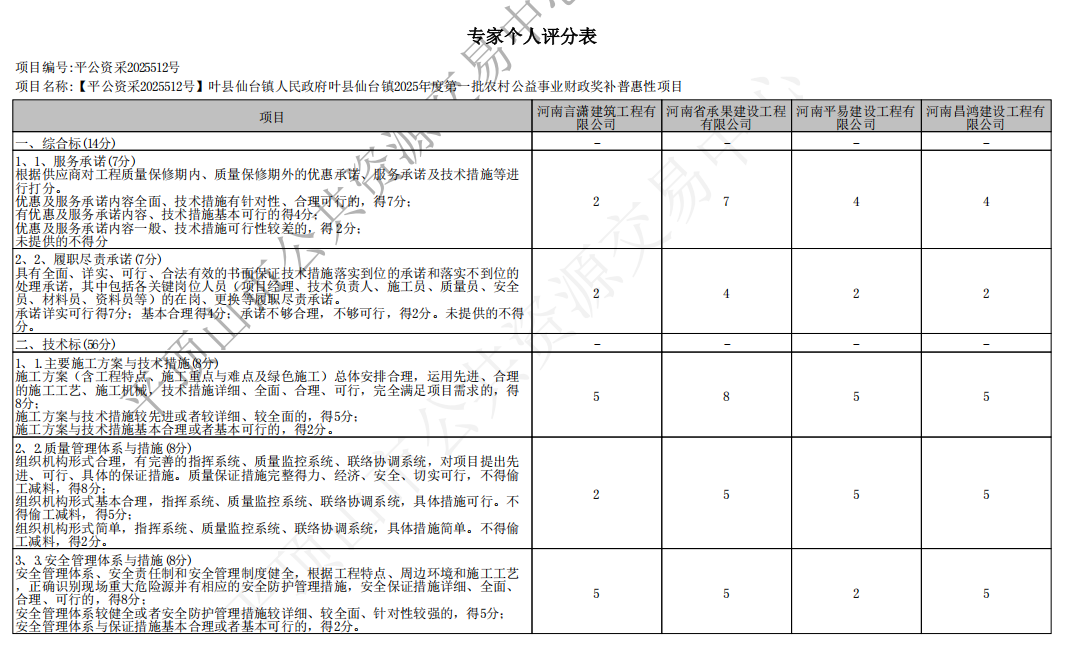 专家个人评分表
项目编号:平公资采2025512号
项目名称:【平公资采2025512号】叶县仙台镇人民政府叶县仙台镇2025年度第一批农村公益事业财政奖补普惠性项目
项目
河南言潇建筑工程有
限公司
河南省承果建设工程
有限公司
河南平易建设工程有
限公司
河南昌鸿建设工程有
限公司
一、综合标(14分)
－ － － －
1、1、服务承诺(7分)
根据供应商对工程质量保修期内、质量保修期外的优惠承诺、服务承诺及技术措施等进
行打分。
优惠及服务承诺内容全面、技术措施有针对性、合理可行的，得7分；
有优惠及服务承诺内容、技术措施基本可行的得4分；
优惠及服务承诺内容一般、技术措施可行性较差的，得2分；
未提供的不得分
2 7 4 4
2、2、履职尽责承诺(7分)
具有全面、详实、可行、合法有效的书面保证技术措施落实到位的承诺和落实不到位的
处理承诺，其中包括各关键岗位人员（项目经理、技术负责人、施工员、质量员、安全
员、材料员、资料员等）的在岗、更换等履职尽责承诺。
承诺详实可行得7分；基本合理得4分；承诺不够合理，不够可行，得2分。未提供的不得
分。
2 4 2 2
二、技术标(56分)
－ － － －
1、1.主要施工方案与技术措施(8分)
施工方案（含工程特点、施工重点与难点及绿色施工）总体安排合理，运用先进、合理
的施工工艺、施工机械，技术措施详细、全面、合理、可行，完全满足项目需求的，得
8分；
施工方案与技术措施较先进或者较详细、较全面的，得5分；
施工方案与技术措施基本合理或者基本可行的，得2分。
5 8 5 5
2、2.质量管理体系与措施(8分)
组织机构形式合理，有完善的指挥系统、质量监控系统、联络协调系统，对项目提出先
进、可行、具体的保证措施。质量保证措施完整得力、经济、安全、切实可行，不得偷
工减料，得8分；
组织机构形式基本合理，指挥系统、质量监控系统、联络协调系统，具体措施可行。不
得偷工减料，得5分；
组织机构形式简单，指挥系统、质量监控系统、联络协调系统，具体措施简单。不得偷
工减料，得2分。
2 5 5 5
3、3.安全管理体系与措施(8分)
安全管理体系、安全责任制和安全管理制度健全，根据工程特点、周边环境和施工工艺
，正确识别现场重大危险源并有相应的安全防护管理措施，安全保证措施详细、全面、
合理、可行的，得8分；
安全管理体系较健全或者安全防护管理措施较详细、较全面、针对性较强的，得5分；
安全管理体系与保证措施基本合理或者基本可行的，得2分。
5 5 2 5
平顶山市公共资源交易中心
平顶山市公共资源交易中心